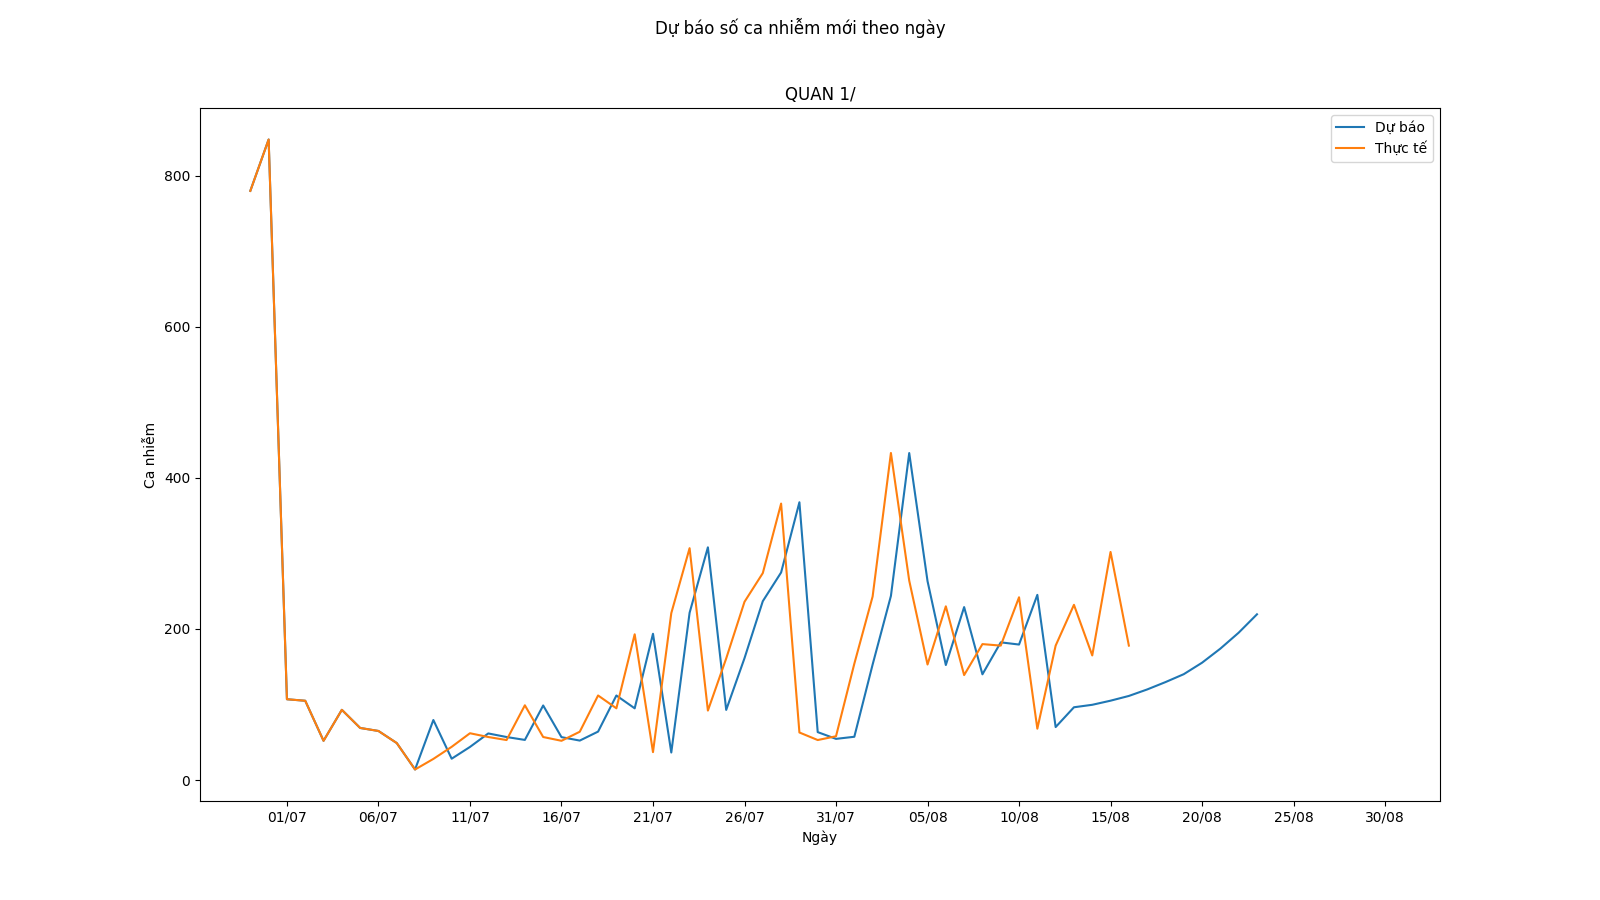 Dự báo số ca nhiễm mới theo ngày
QUAN 1/
Dự báo
Thực tế
800
600
400
200
0
Ca nhiễm
01/07 06/07 11/07 16/07 21/07 26/07 31/07 05/08 10/08 15/08 20/08 25/08 30/08
Ngày